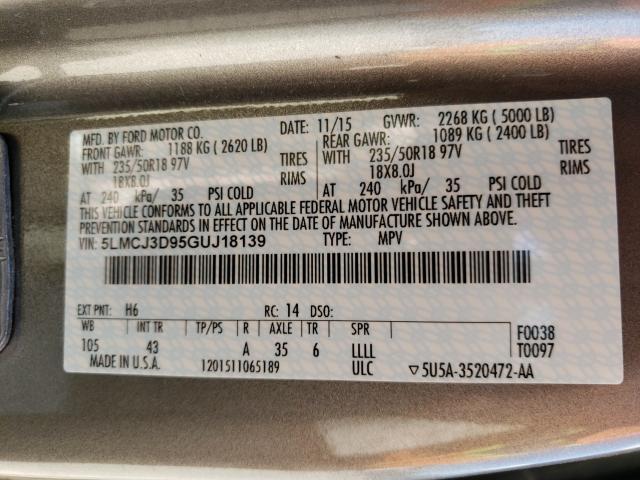 MFD. BY FORD MOTOR CO. DATE: 11/15 GVWR: 2268 KG ( 5000 LB)
FRONT GAWR: 1188 KG ( 2620 LB) REAR GAWR: 1089 KG ( 2400 LB)
WITH 235/50R18 97V TIRES WITH 235/50R18 97V TIRES
18X8.0J RIMS 18X8.0J RIMS
AT 240 kPa/ 35 PSI COLD AT 240 kPa/ 35 PSI COLD
THIS VEHICLE CONFORMS TO ALL APPLICABLE FEDERAL MOTOR VEHICLE SAFETY AND THEFT
PREVENTION STANDARDS IN EFFECT ON THE DATE OF MANUFACTURE SHOWN ABOVE.
VIN: 5LMCJ3D95GUJ18139 TYPE: MPV
EXT PNT: H6 RC: 14 DSO:
WB INT TR TP/PS R AXLE TR SPR F0038
105 43 A 35 6 LLLL T0097
MADE IN U.S.A. 1201511065189 ULC ▽5U5A-3520472-AA